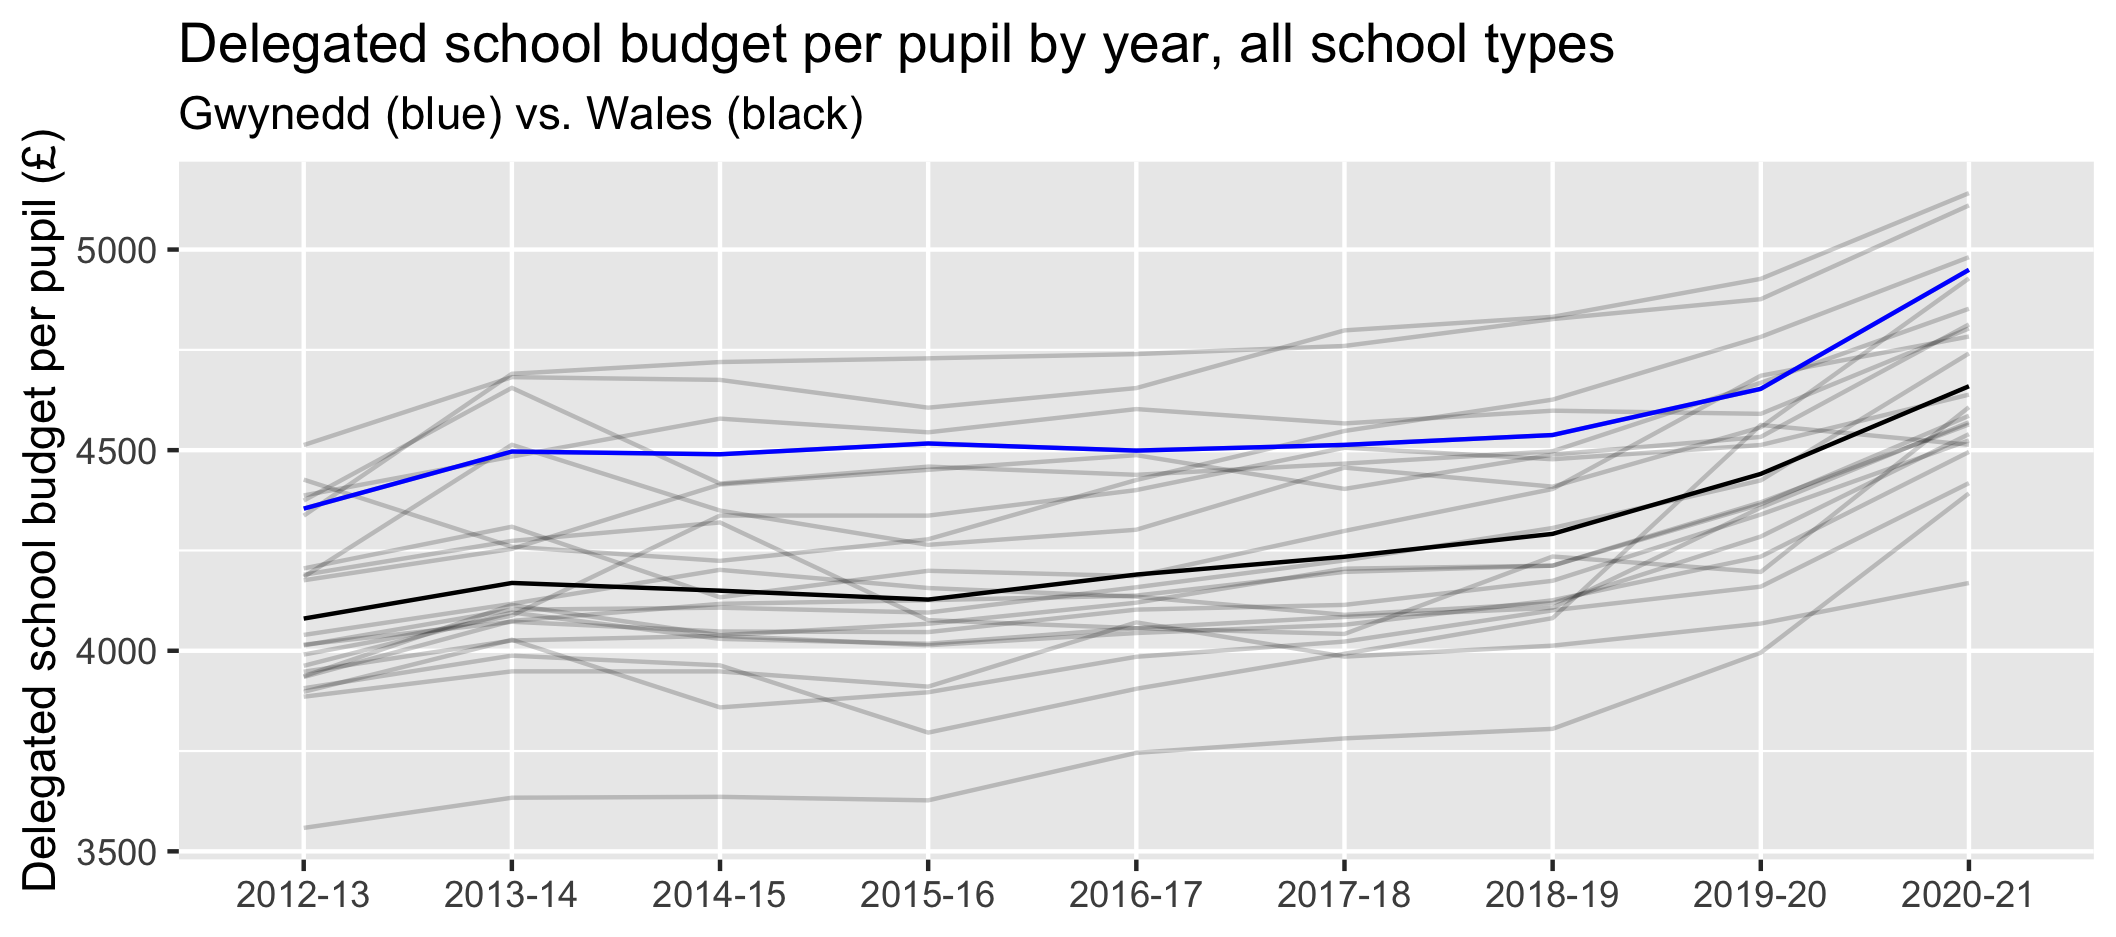 Delegated school budget per pupil by year, all school types
Gwynedd (blue) vs. Wales (black)
Delegated school budget per pupil (£)
5000
4500
4000
3500
2012-13 2013-14 2014-15 2015-16 2016-17 2017-18 2018-19 2019-20 2020-21